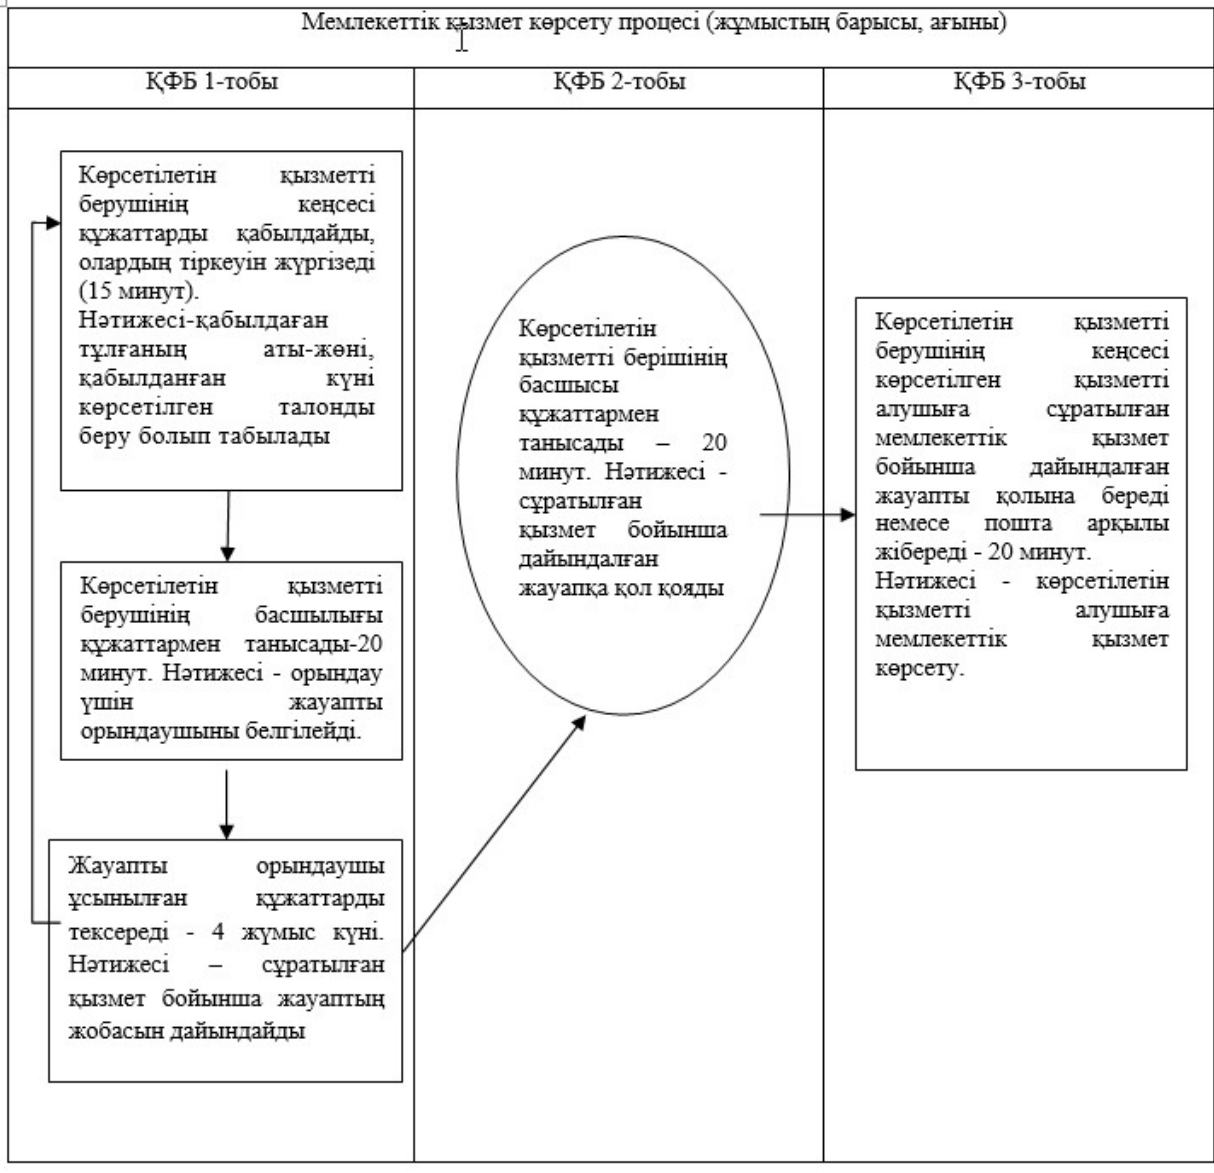 Мемлекеттік қызмет көрсету процесі (жұмыстың барысы, ағыны)
ҚФБ 1-тобы
ҚФБ 2-тобы
ҚФБ 3-тобы
Көрсетілетін қызметті
берушінің кеңсесі
құжаттарды қабылдайды,
олардың тіркеуін жүргізеді
(15 минут).
Нәтижесі-қабылдаған
тұлғаның аты-жөні,
қабылданған күні
көрсетілген талонды
беру болып табылады
Көрсетілетін қызметті
берушінің басшылығы
құжаттармен танысады-20
минут. Нәтижесі - орындау
үшін жауапты
орындаушыны белгілейді.
Жауапты орындаушы
ұсынылған құжаттарды
тексереді - 4 жұмыс күні.
Нәтижесі – сұратылған
қызмет бойынша жауаптың
жобасын дайындайды
Көрсетілетін
қызметті берішінің
басшысы
құжаттармен
танысады – 20
минут. Нәтижесі -
сұратылған
қызмет бойынша
дайындалған
жауапқа қол қояды
Көрсетілетін қызметті
берушінің кеңсесі
көрсетілген қызметті
алушыға сұратылған
мемлекеттік қызмет
бойынша дайындалған
жауапты қолына береді
немесе пошта арқылы
жібереді - 20 минут.
Нәтижесі - көрсетілетін
қызметті алушыға
мемлекеттік қызмет
көрсету.